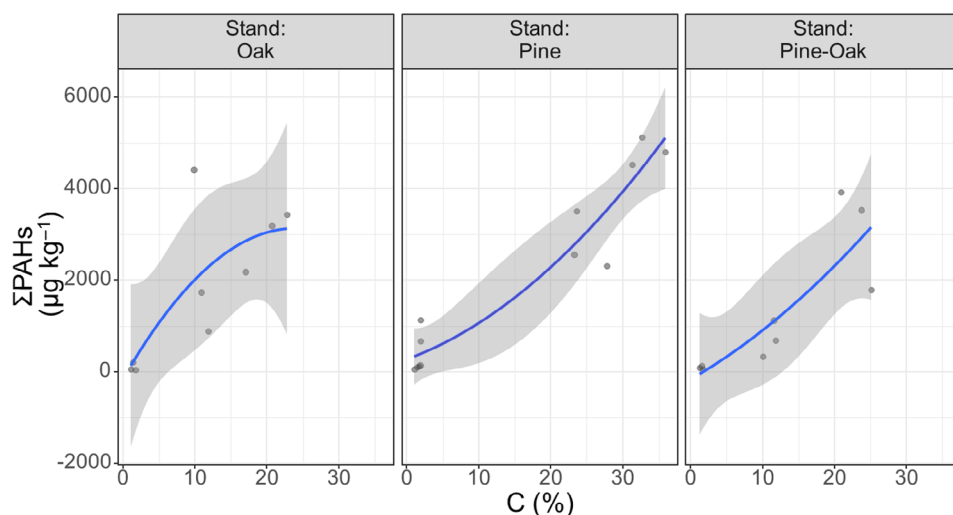 Stand:
Oak
Stand:
Pine
Stand:
Pine-Oak
ΣPAHs
(µg kg⁻¹)
6000
4000
2000
0
-2000
0 10 20 30
0 10 20 30
0 10 20 30
C (%)